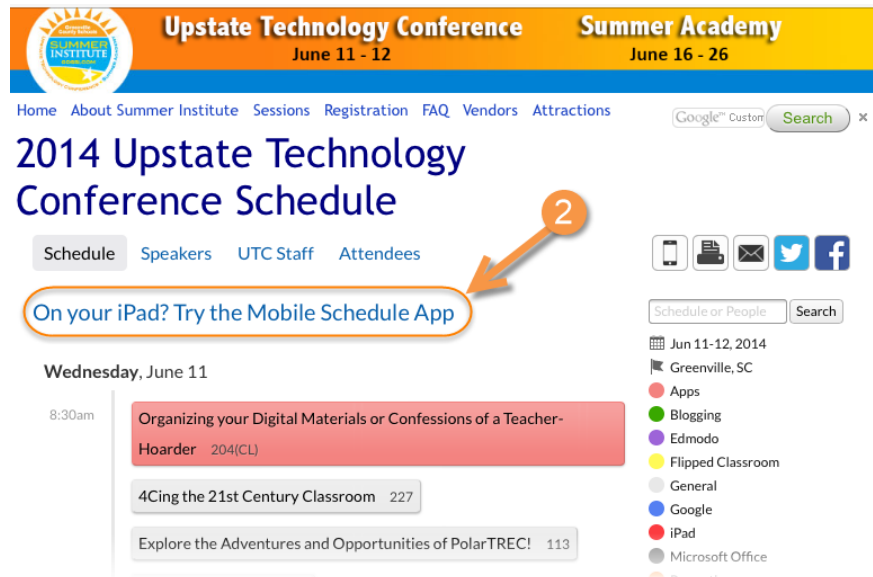 Upstate Technology Conference
June 11 - 12
Summer Academy
June 16 - 26
SUMMER
INSTITUTE
Home About Summer Institute Sessions Registration FAQ Vendors Attractions
Google™ Custom
Search
×
2014 Upstate Technology
Conference Schedule
2
Schedule Speakers UTC Staff Attendees
On your iPad? Try the Mobile Schedule App
Schedule or People
Search
Jun 11-12, 2014
Greenville, SC
Apps
Blogging
Edmodo
Flipped Classroom
General
Google
iPad
Microsoft Office
Wednesday, June 11
8:30am
Organizing your Digital Materials or Confessions of a Teacher-
Hoarder 204(CL)
4Cing the 21st Century Classroom 227
Explore the Adventures and Opportunities of PolarTREC! 113